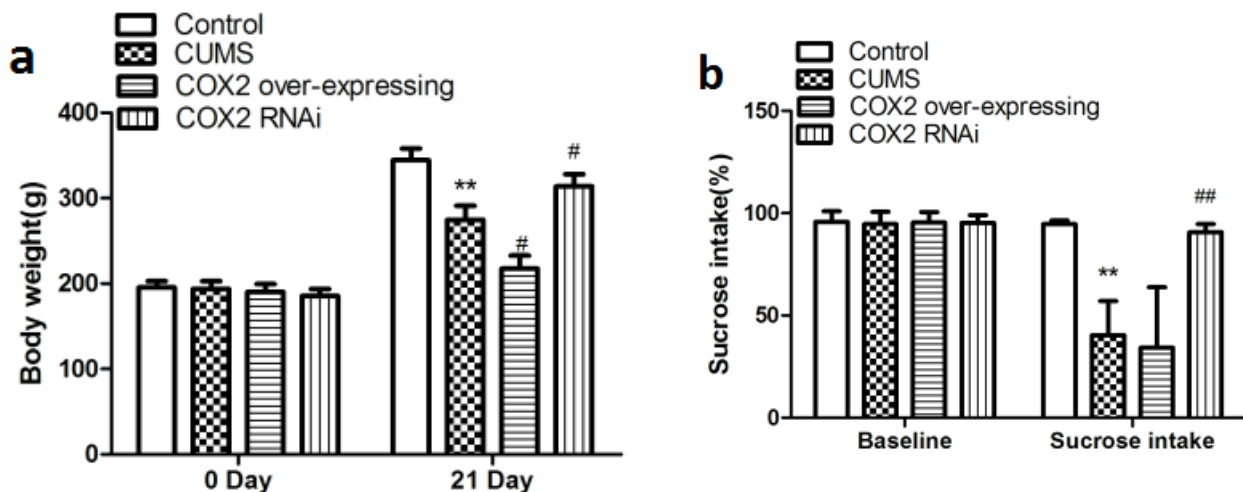 a
Control
CUMS
COX2 over-expressing
COX2 RNAi
Body weight(g)
400
300
200
100
0
**
#
#
0 Day
21 Day
b
Control
CUMS
COX2 over-expressing
COX2 RNAi
Sucrose intake(%)
150
100
50
0
**
##
Baseline
Sucrose intake